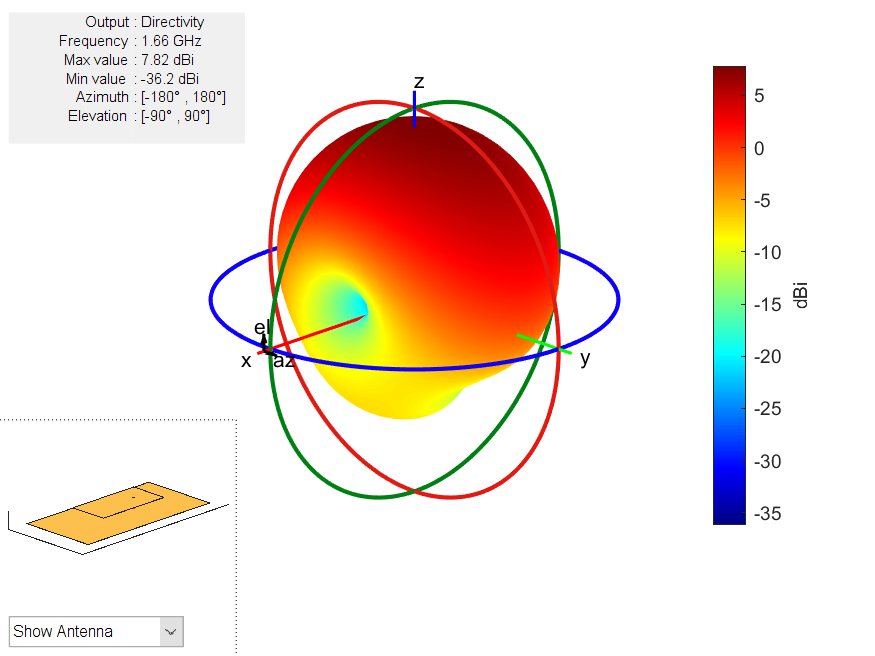 Output : Directivity
Frequency : 1.66 GHz
Max value : 7.82 dBi
Min value : -36.2 dBi
Azimuth : [-180° , 180°]
Elevation : [-90° , 90°]
z
el
x
az
y
5
0
-5
-10
-15
-20
-25
-30
-35
dBi
Show Antenna